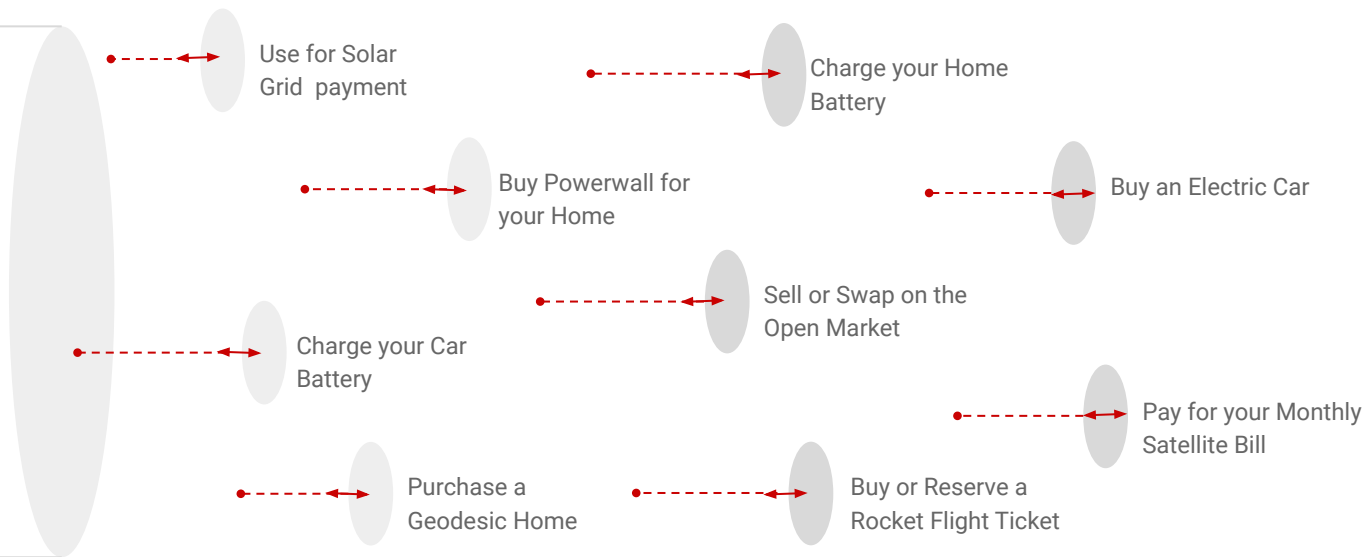 Use for Solar
Grid payment
Charge your Home
Battery
Buy Powerwall for
your Home
Buy an Electric Car
Sell or Swap on the
Open Market
Charge your Car
Battery
Pay for your Monthly
Satellite Bill
Purchase a
Geodesic Home
Buy or Reserve a
Rocket Flight Ticket